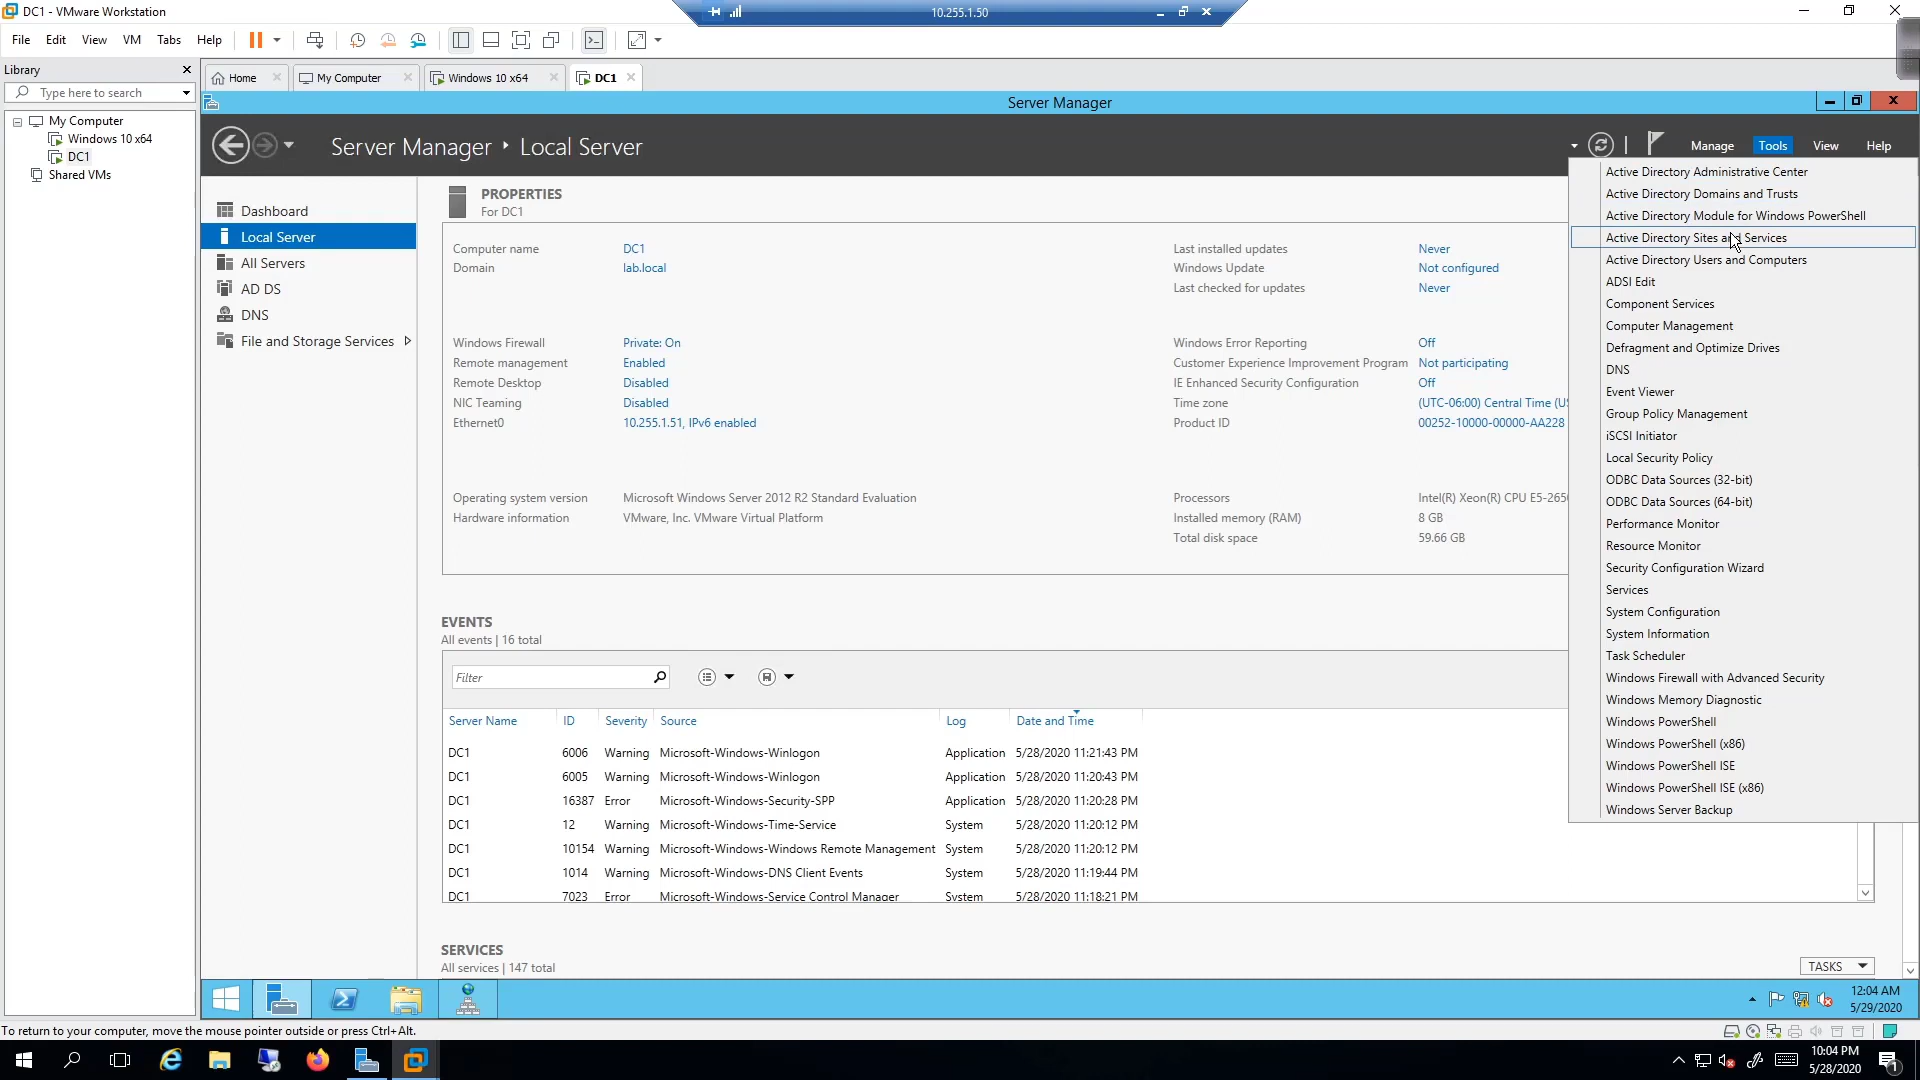 DC1 - VMware Workstation
10.255.1.50
File Edit View VM Tabs Help
Library
Type here to search
My Computer
Windows 10 x64
DC1
Shared VMs
Home
My Computer
Windows 10 x64
DC1
Server Manager
Server Manager Local Server
Manage Tools View Help
Dashboard
Local Server
All Servers
AD DS
DNS
File and Storage Services
PROPERTIES
For DC1
Computer name DC1
Domain lab.local
Last installed updates Never
Windows Update Not configured
Last checked for updates Never
Windows Firewall Private: On
Remote management Enabled
Remote Desktop Disabled
NIC Teaming Disabled
Ethernet0 10.255.1.51, IPv6 enabled
Windows Error Reporting Off
Customer Experience Improvement Program Not participating
IE Enhanced Security Configuration Off
Time zone (UTC-06:00) Central Time (US
Product ID 00252-10000-00000-AA228
Operating system version Microsoft Windows Server 2012 R2 Standard Evaluation
Hardware information VMware, Inc. VMware Virtual Platform
Processors Intel(R) Xeon(R) CPU E5-265
Installed memory (RAM) 8 GB
Total disk space 59.66 GB
EVENTS
All events | 16 total
Filter
Server Name ID Severity Source Log Date and Time
DC1 6006 Warning Microsoft-Windows-Winlogon Application 5/28/2020 11:21:43 PM
DC1 6005 Warning Microsoft-Windows-Winlogon Application 5/28/2020 11:20:43 PM
DC1 16387 Error Microsoft-Windows-Security-SPP Application 5/28/2020 11:20:28 PM
DC1 12 Warning Microsoft-Windows-Time-Service System 5/28/2020 11:20:12 PM
DC1 10154 Warning Microsoft-Windows-Windows Remote Management System 5/28/2020 11:20:12 PM
DC1 1014 Warning Microsoft-Windows-DNS Client Events System 5/28/2020 11:19:44 PM
DC1 7023 Error Microsoft-Windows-Service Control Manager System 5/28/2020 11:18:21 PM
SERVICES
All services | 147 total
TASKS
Active Directory Administrative Center
Active Directory Domains and Trusts
Active Directory Module for Windows PowerShell
Active Directory Sites and Services
Active Directory Users and Computers
ADSI Edit
Component Services
Computer Management
Defragment and Optimize Drives
DNS
Event Viewer
Group Policy Management
iSCSI Initiator
Local Security Policy
ODBC Data Sources (32-bit)
ODBC Data Sources (64-bit)
Performance Monitor
Resource Monitor
Security Configuration Wizard
Services
System Configuration
System Information
Task Scheduler
Windows Firewall with Advanced Security
Windows Memory Diagnostic
Windows PowerShell
Windows PowerShell (x86)
Windows PowerShell ISE
Windows PowerShell ISE (x86)
Windows Server Backup
12:04 AM
5/29/2020
To return to your computer, move the mouse pointer outside or press Ctrl+Alt.
10:04 PM
5/28/2020
1